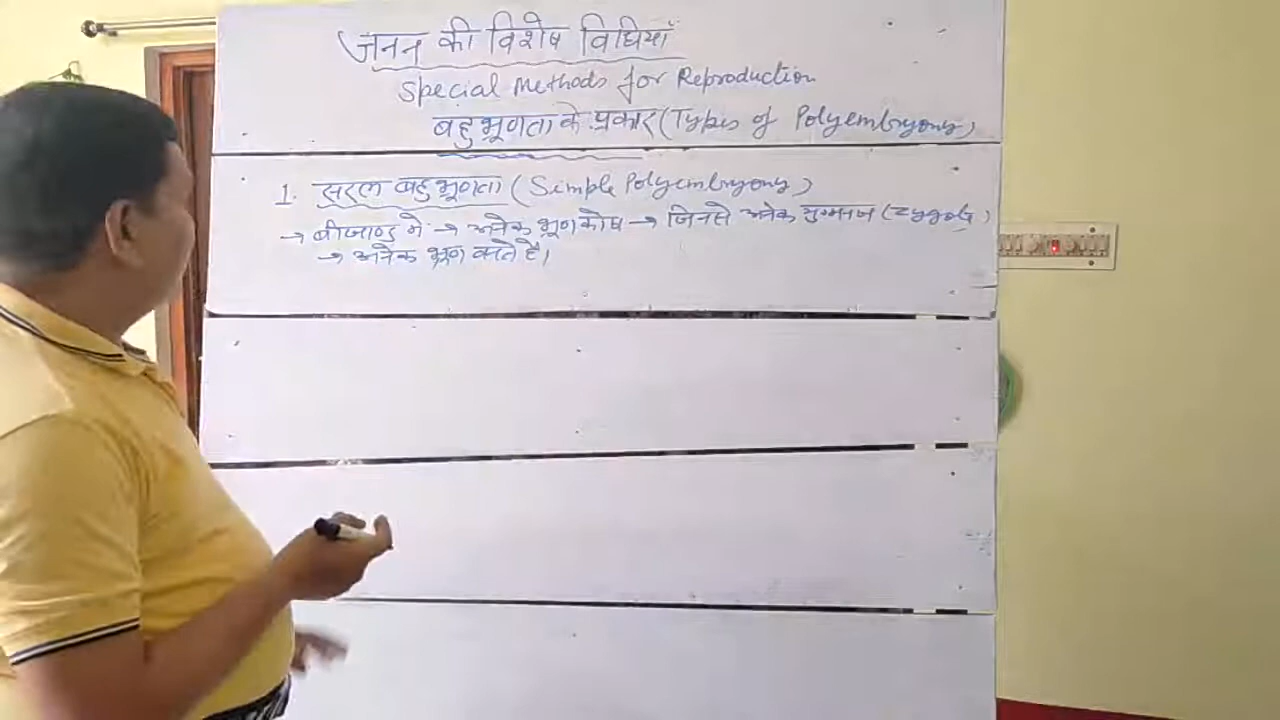 जनन की विशेष विधियाँ
Special Methods for Reproduction
बहुभ्रूणता के प्रकार (Types of Polyembryony)
1. सरल बहुभ्रूणता (Simple Polyembryony)
→ बीजाण्ड में → अनेक भ्रूणकोष → जिनसे अनेक युग्मनज (Zygote)
→ अनेक भ्रूण बनते है।